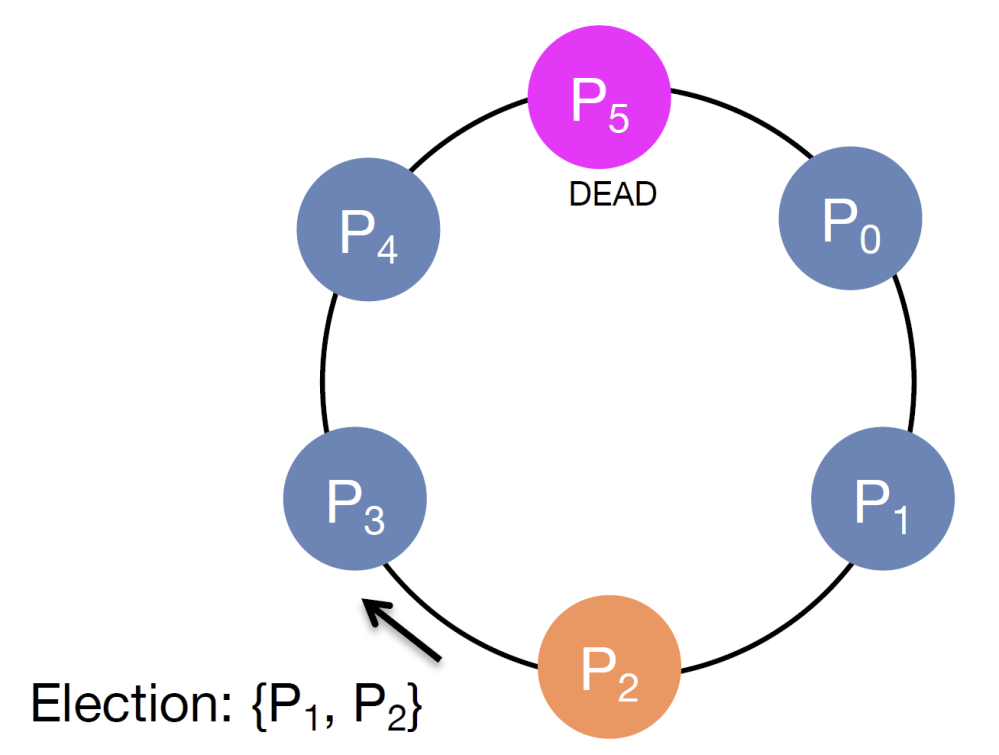 P₅
DEAD
P₄
P₀
P₃
P₁
P₂
Election: {P₁, P₂}